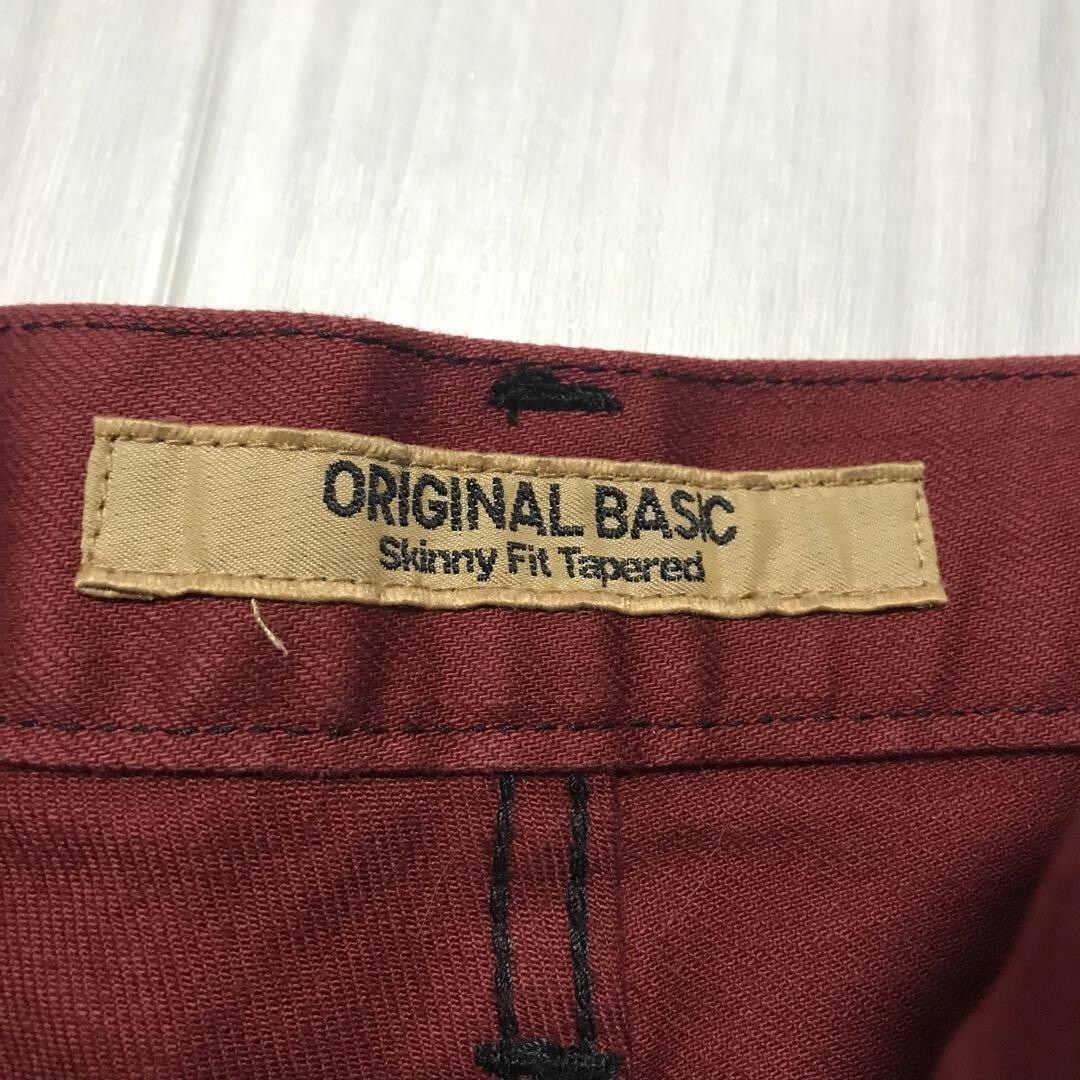 ORIGINAL BASIC
Skinny Fit Tapered